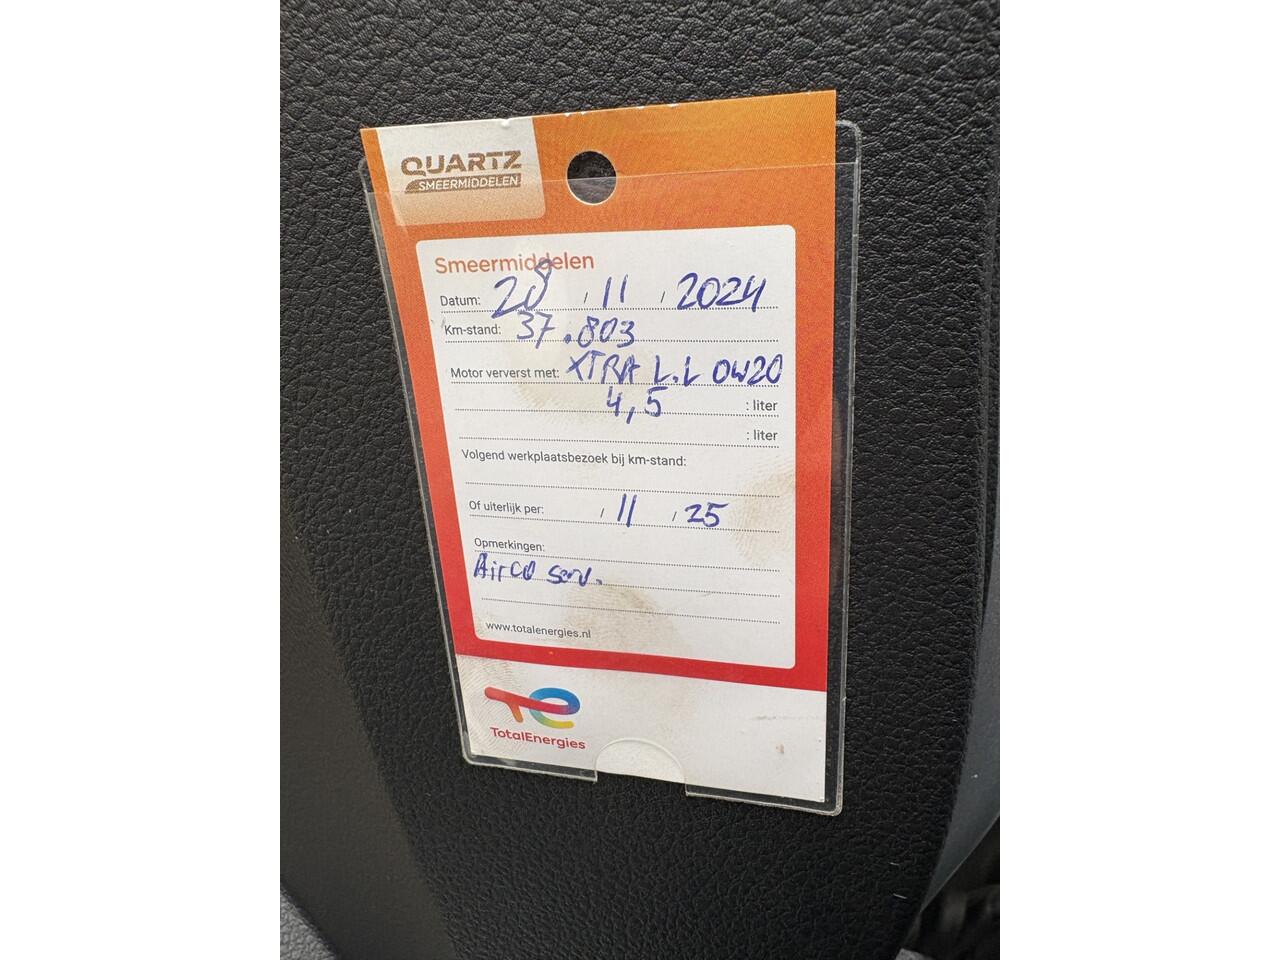 QUARTZ
SMEERMIDDELEN
Smeermiddelen
Datum: 28 / 11 / 2024
Km-stand: 37.803
Motor ververst met: XTRA L.L 0W20
4,5 : liter
: liter
Volgend werkplaatsbezoek bij km-stand:
Of uiterlijk per: / 11 / 25
Opmerkingen:
Airco serv.
www.totalenergies.nl
TotalEnergies